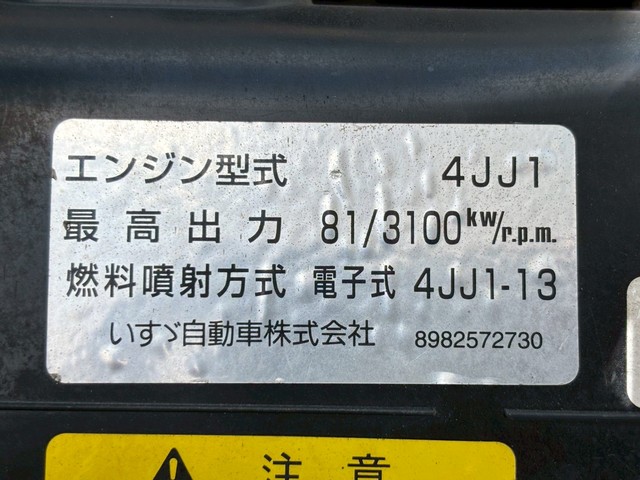 エンジン型式 4JJ1
最高出力 81/3100kW/r.p.m.
燃料噴射方式 電子式 4JJ1-13
いすゞ自動車株式会社 8982572730
注意